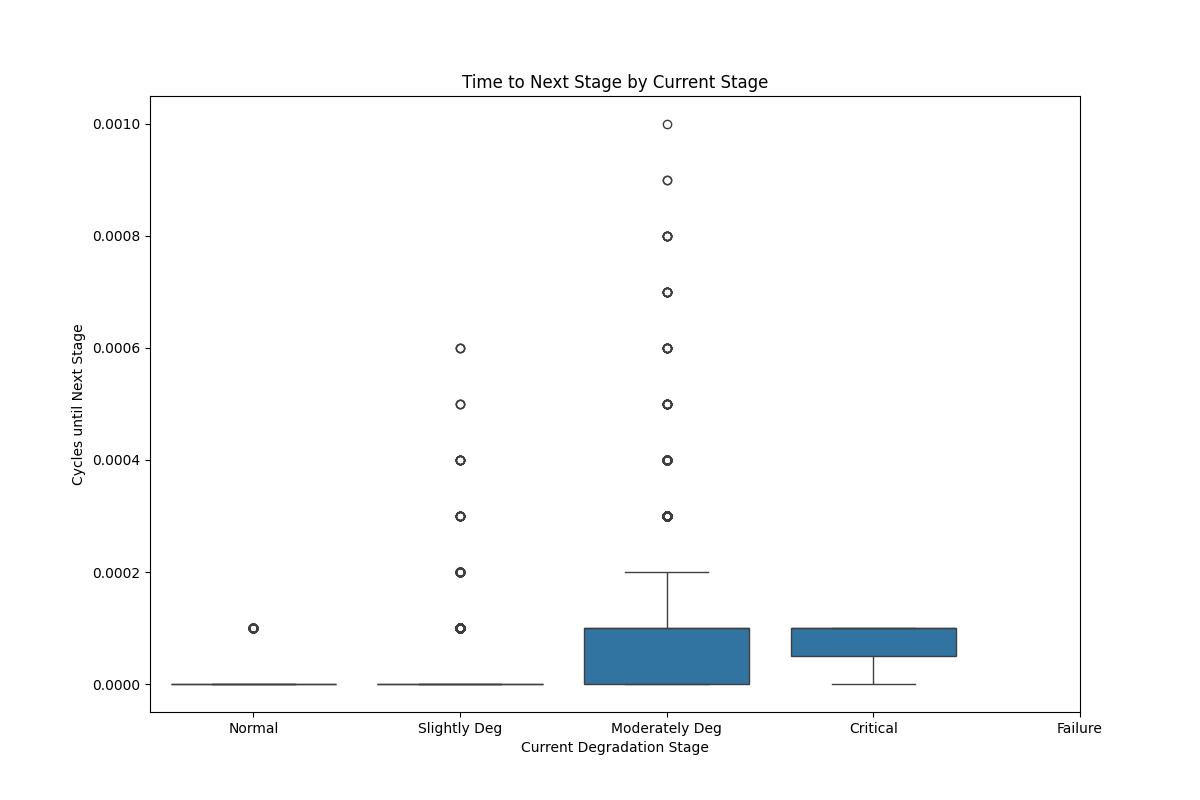 Time to Next Stage by Current Stage
Cycles until Next Stage
0.0010
0.0008
0.0006
0.0004
0.0002
0.0000
Normal
Slightly Deg
Moderately Deg
Critical
Failure
Current Degradation Stage